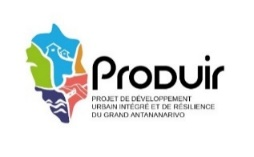 PRODUIR
PROJET DE DÉVELOPPEMENT
URBAIN INTÉGRÉ ET DE RÉSILIENCE
DU GRAND ANTANANARIVO